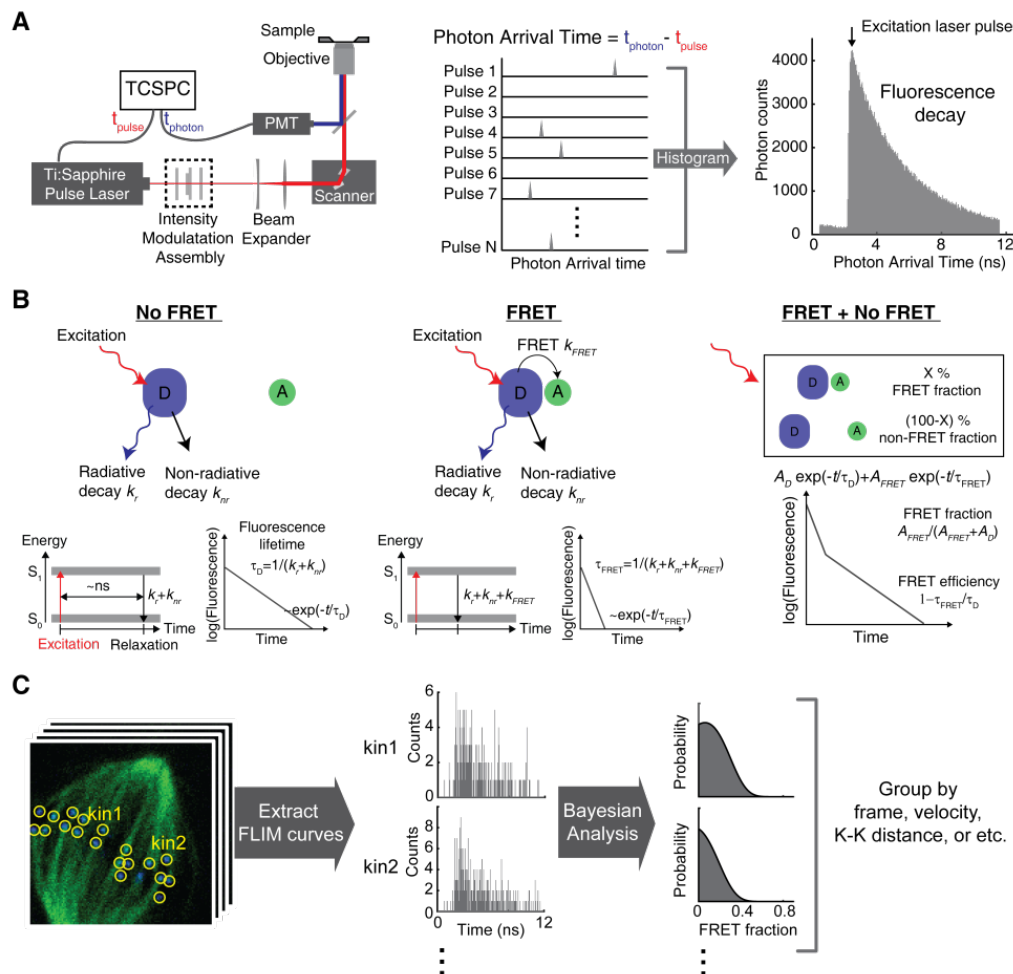 A
Sample
Objective
TCSPC
t_pulse
t_photon
PMT
Ti:Sapphire
Pulse Laser
Scanner
Intensity
Modulatation
Assembly
Beam
Expander
Photon Arrival Time = t_photon - t_pulse
Pulse 1
Pulse 2
Pulse 3
Pulse 4
Pulse 5
Pulse 6
Pulse 7
Pulse N
Photon Arrival time
Histogram
Excitation laser pulse
Fluorescence
decay
Photon counts
4000
3000
2000
1000
0
4
8
12
Photon Arrival Time (ns)
B
No FRET
Excitation
D
A
Radiative
decay k_r
Non-radiative
decay k_nr
Energy
S_1
~ns
k_r+k_nr
S_0
Time
Excitation
Relaxation
log(Fluorescence)
Fluorescence
lifetime
τ_D=1/(k_r+k_nr)
~exp(-t/τ_D)
Time
FRET
Excitation
FRET k_FRET
D
A
Radiative
decay k_r
Non-radiative
decay k_nr
Energy
S_1
k_r+k_nr+k_FRET
S_0
Time
log(Fluorescence)
τ_FRET=1/(k_r+k_nr+k_FRET)
~exp(-t/τ_FRET)
Time
FRET + No FRET
D
A
X %
FRET fraction
D
A
(100-X) %
non-FRET fraction
A_D exp(-t/τ_D)+A_FRET exp(-t/τ_FRET)
log(Fluorescence)
FRET fraction
A_FRET/(A_FRET+A_D)
FRET efficiency
1−τ_FRET/τ_D
Time
C
kin1
kin2
Extract
FLIM curves
kin1
Counts
6
4
2
0
kin2
Counts
8
6
4
2
0
0
12
Time (ns)
Bayesian
Analysis
Probability
Probability
0
0.4
0.8
FRET fraction
Group by
frame, velocity,
K-K distance, or etc.